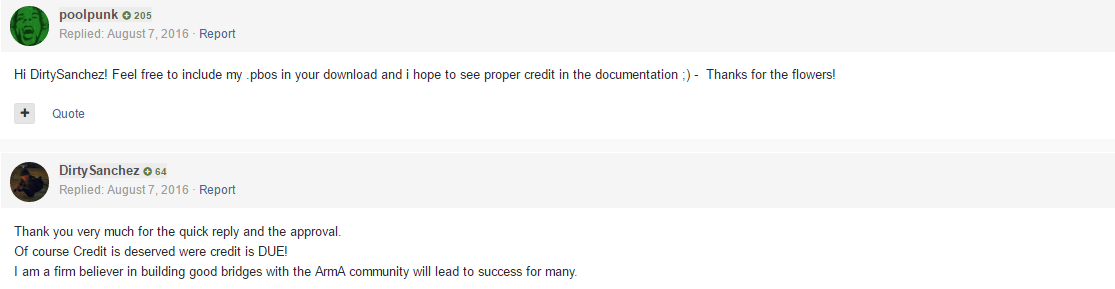 poolpunk 205
Replied: August 7, 2016 · Report
Hi DirtySanchez! Feel free to include my .pbos in your download and i hope to see proper credit in the documentation ;) - Thanks for the flowers!
+ Quote
DirtySanchez 64
Replied: August 7, 2016 · Report
Thank you very much for the quick reply and the approval.
Of course Credit is deserved were credit is DUE!
I am a firm believer in building good bridges with the ArmA community will lead to success for many.